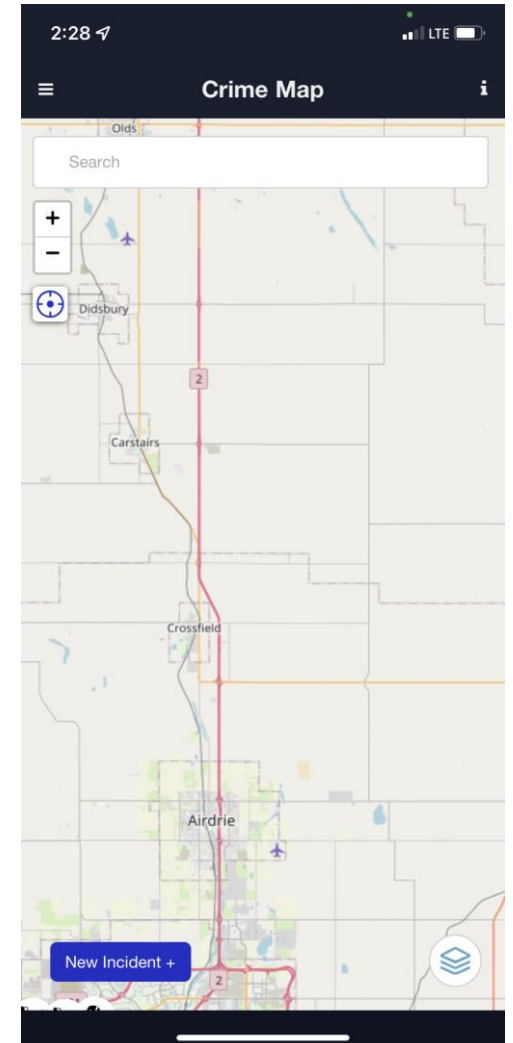 2:28 LTE
Crime Map i
Olds
Search
+
−
Didsbury
2
Carstairs
Crossfield
Airdrie
New Incident +
2